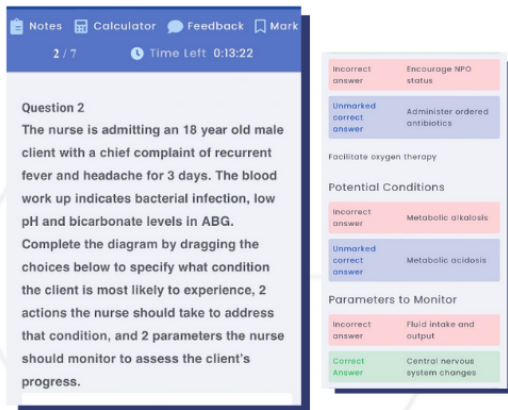 Notes Calculator Feedback Mark
2 / 7 Time Left 0:13:22
Question 2
The nurse is admitting an 18 year old male
client with a chief complaint of recurrent
fever and headache for 3 days. The blood
work up indicates bacterial infection, low
pH and bicarbonate levels in ABG.
Complete the diagram by dragging the
choices below to specify what condition
the client is most likely to experience, 2
actions the nurse should take to address
that condition, and 2 parameters the nurse
should monitor to assess the client's
progress.
Incorrect answer Encourage NPO status
Unmarked correct answer Administer ordered antibiotics
Facilitate oxygen therapy
Potential Conditions
Incorrect answer Metabolic alkalosis
Unmarked correct answer Metabolic acidosis
Parameters to Monitor
Incorrect answer Fluid intake and output
Correct Answer Central nervous system changes